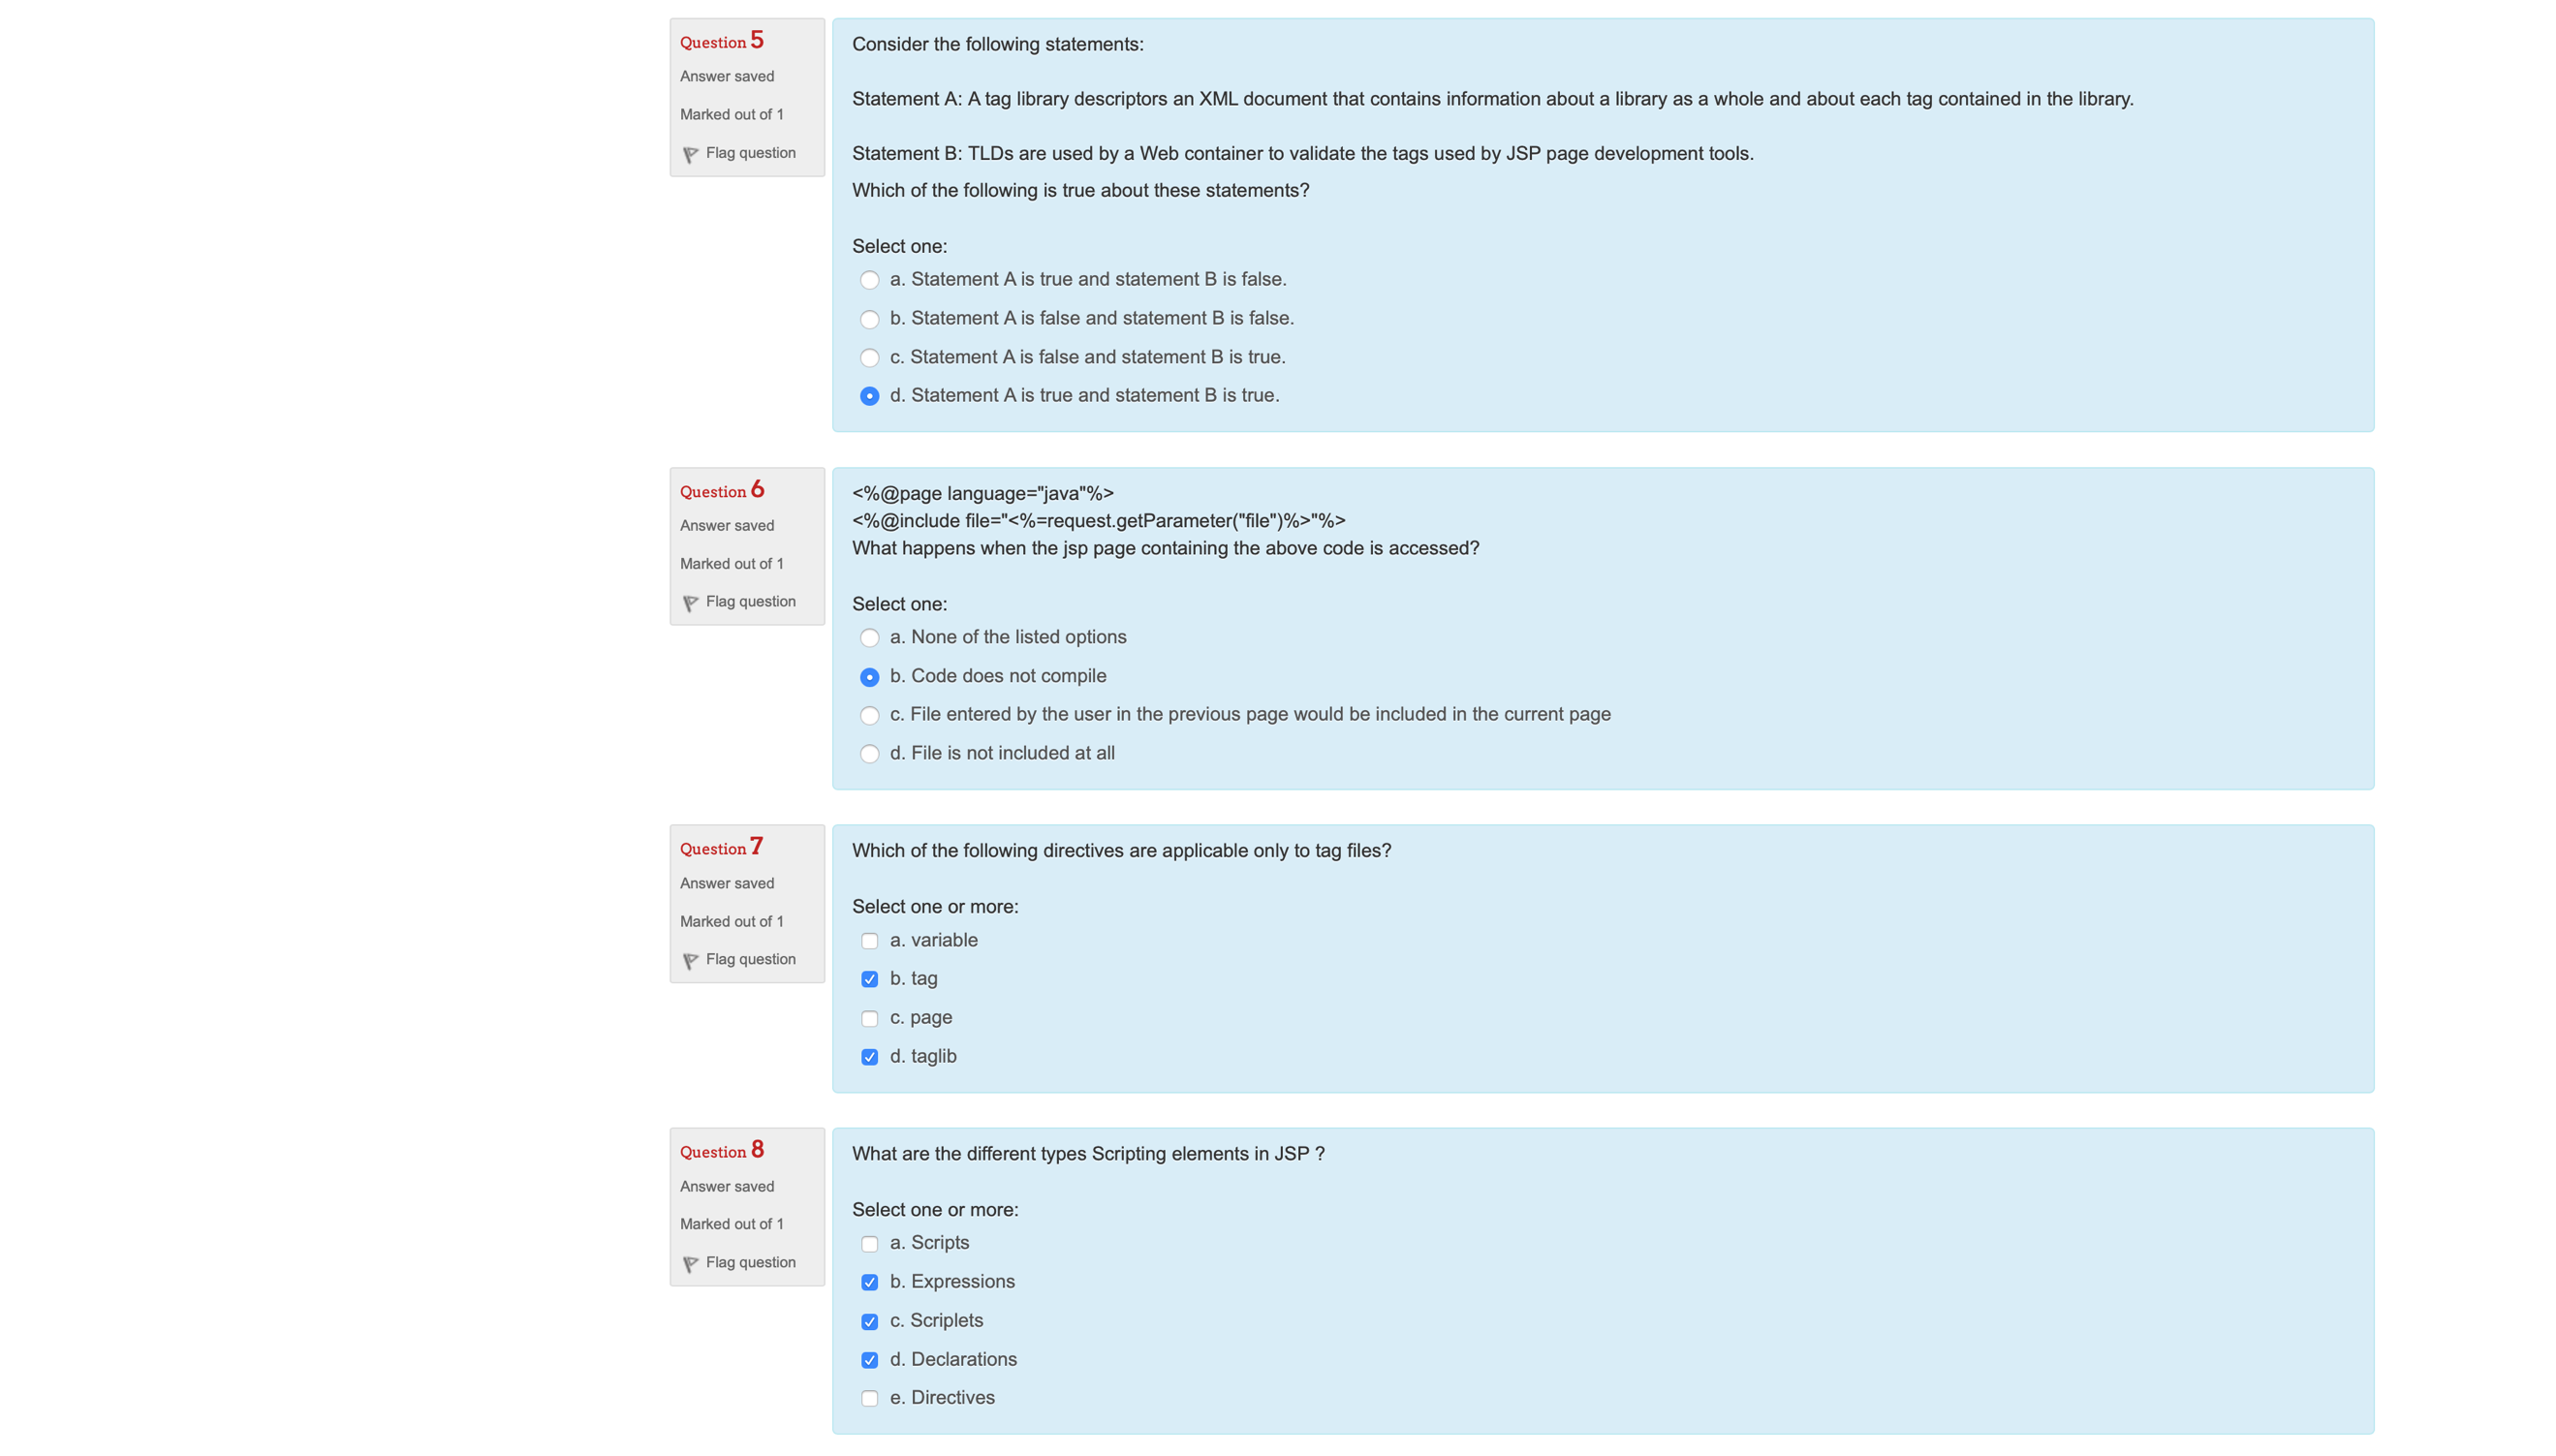 Question 5
Answer saved
Marked out of 1
Flag question
Consider the following statements:
Statement A: A tag library descriptors an XML document that contains information about a library as a whole and about each tag contained in the library.
Statement B: TLDs are used by a Web container to validate the tags used by JSP page development tools.
Which of the following is true about these statements?
Select one:
a. Statement A is true and statement B is false.
b. Statement A is false and statement B is false.
c. Statement A is false and statement B is true.
d. Statement A is true and statement B is true.
Question 6
Answer saved
Marked out of 1
Flag question
<%@page language="java"%>
<%@include file="<%=request.getParameter("file")%>"%>
What happens when the jsp page containing the above code is accessed?
Select one:
a. None of the listed options
b. Code does not compile
c. File entered by the user in the previous page would be included in the current page
d. File is not included at all
Question 7
Answer saved
Marked out of 1
Flag question
Which of the following directives are applicable only to tag files?
Select one or more:
a. variable
b. tag
c. page
d. taglib
Question 8
Answer saved
Marked out of 1
Flag question
What are the different types Scripting elements in JSP ?
Select one or more:
a. Scripts
b. Expressions
c. Scriplets
d. Declarations
e. Directives